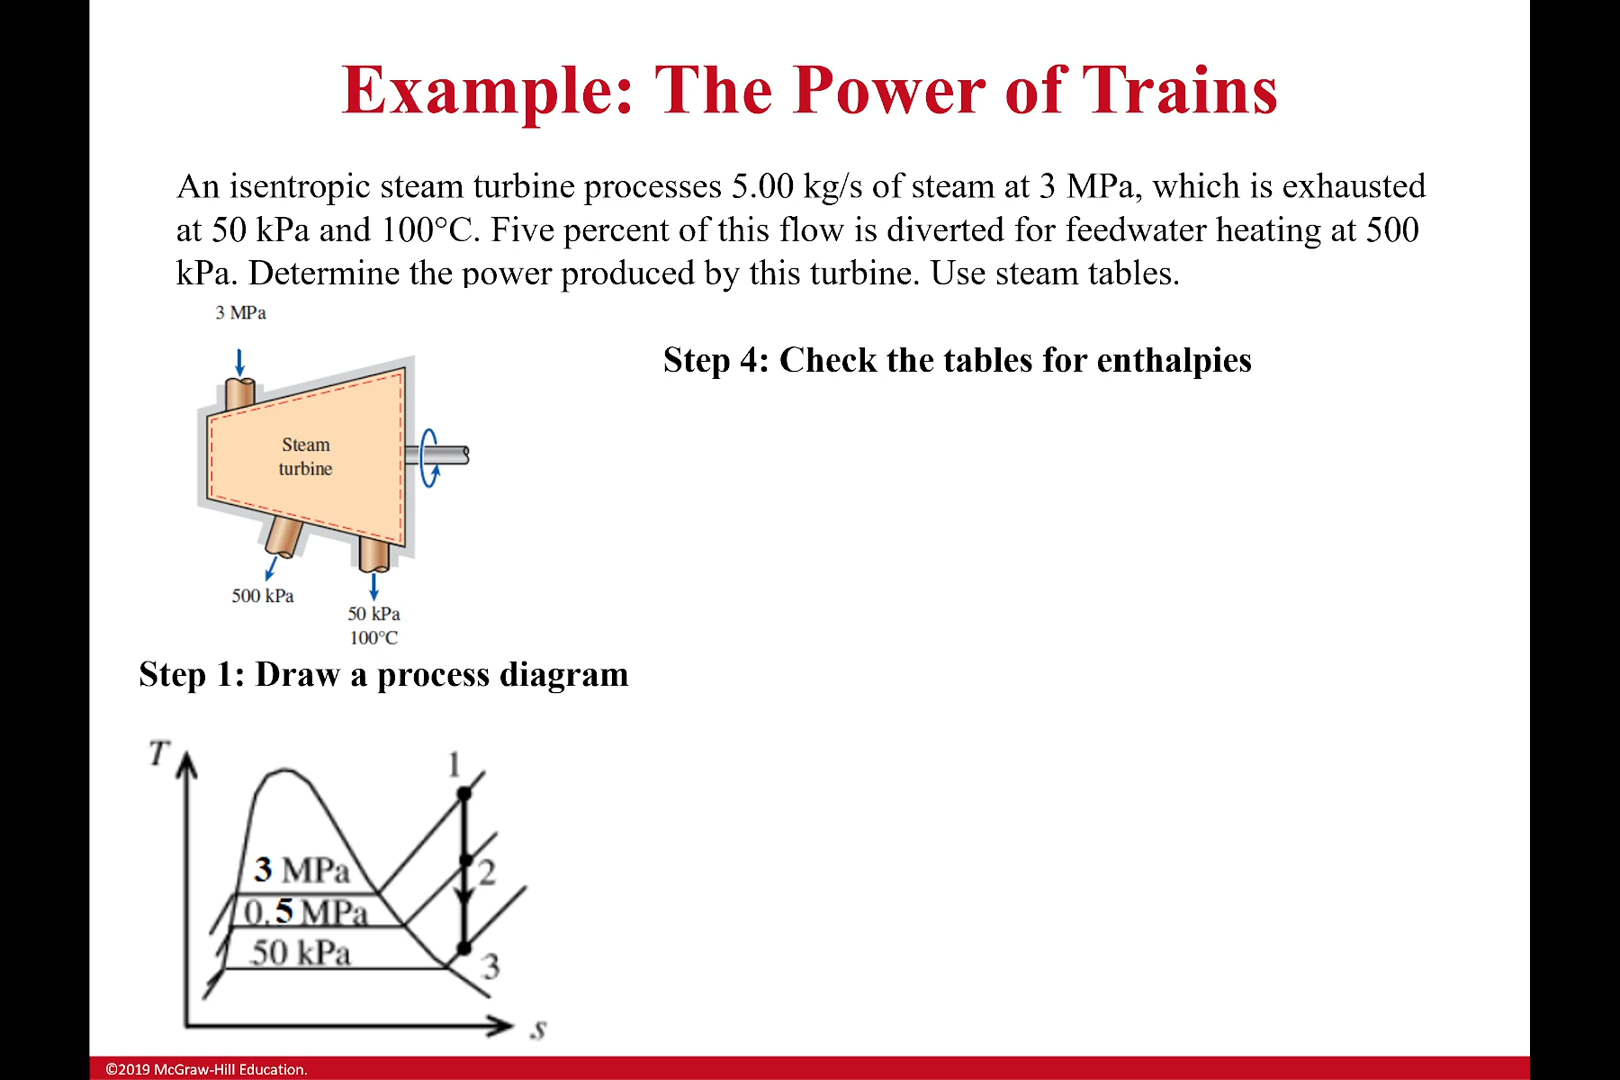 Example: The Power of Trains
An isentropic steam turbine processes 5.00 kg/s of steam at 3 MPa, which is exhausted
at 50 kPa and 100°C. Five percent of this flow is diverted for feedwater heating at 500
kPa. Determine the power produced by this turbine. Use steam tables.
3 MPa
Step 4: Check the tables for enthalpies
Steam
turbine
500 kPa
50 kPa
100°C
Step 1: Draw a process diagram
T
1
3 MPa
2
0.5 MPa
50 kPa
3
s
©2019 McGraw-Hill Education.